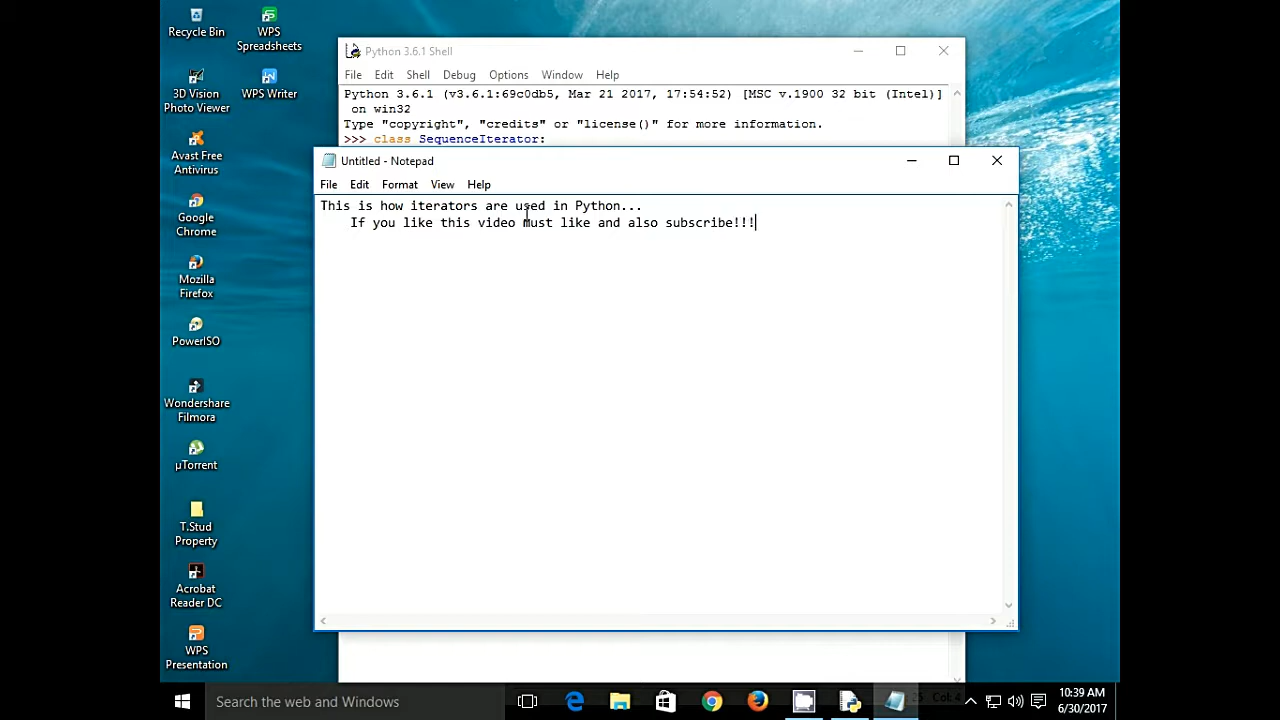 Recycle Bin
WPS Spreadsheets
3D Vision Photo Viewer
WPS Writer
Avast Free Antivirus
Google Chrome
Mozilla Firefox
PowerISO
Wondershare Filmora
µTorrent
T.Stud Property
Acrobat Reader DC
WPS Presentation
Python 3.6.1 Shell
File Edit Shell Debug Options Window Help
Python 3.6.1 (v3.6.1:69c0db5, Mar 21 2017, 17:54:52) [MSC v.1900 32 bit (Intel)]
on win32
Type "copyright", "credits" or "license()" for more information.
>>> class SequenceIterator:
Untitled - Notepad
File Edit Format View Help
This is how iterators are used in Python...
If you like this video must like and also subscribe!!!
Search the web and Windows
10:39 AM
6/30/2017